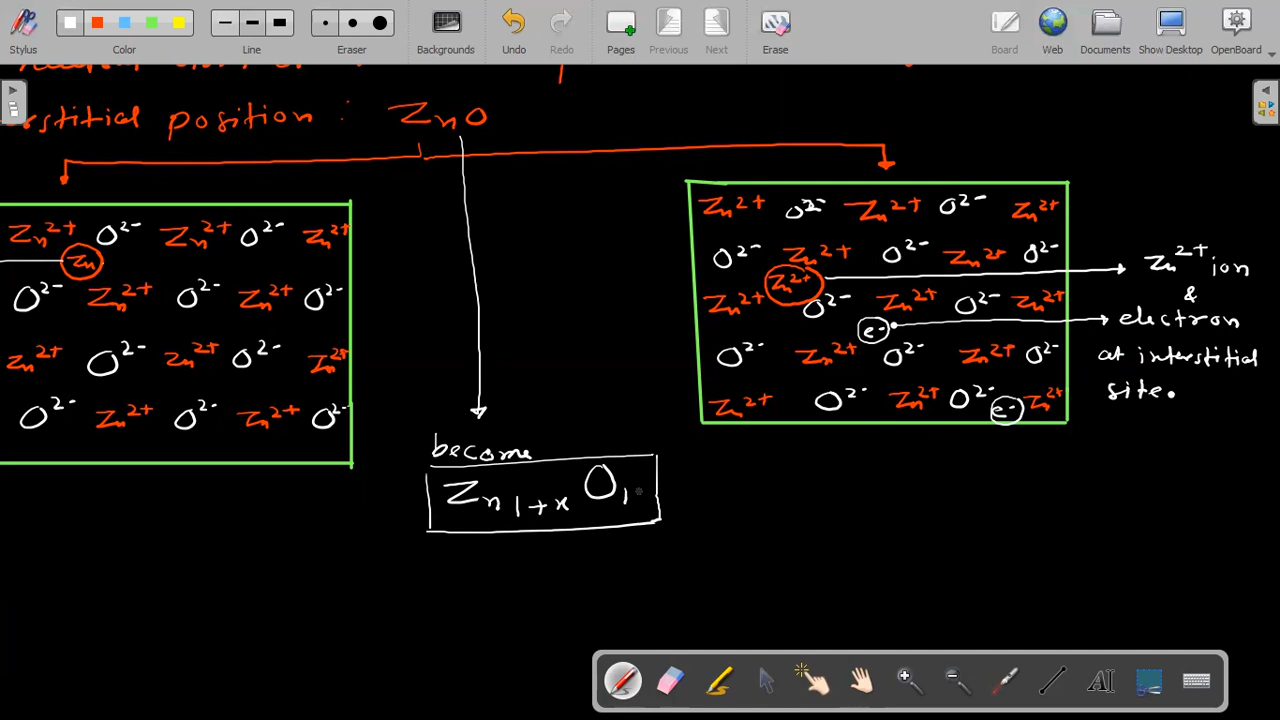 Stylus
Color
Line
Eraser
Backgrounds
Undo
Redo
Pages
Previous
Next
Erase
Board
Web
Documents
Show Desktop
OpenBoard
rstitial position : ZnO
Zn²⁺ O²⁻ Zn²⁺ O²⁻ Zn²⁺
Zn
O²⁻ Zn²⁺ O²⁻ Zn²⁺ O²⁻
Zn²⁺ O²⁻ Zn²⁺ O²⁻ Zn²⁺
O²⁻ Zn²⁺ O²⁻ Zn²⁺ O²⁻
become
Zn₁₊ₓ O₁
Zn²⁺ O²⁻ Zn²⁺ O²⁻ Zn²⁺
O²⁻ Zn²⁺ O²⁻ Zn²⁺ O²⁻
Zn²⁺
Zn²⁺ O²⁻ Zn²⁺ O²⁻ Zn²⁺
e⁻
O²⁻ Zn²⁺ O²⁻ Zn²⁺ O²⁻
Zn²⁺ O²⁻ Zn²⁺ O²⁻ e⁻ Zn²⁺
Zn²⁺ ion
&
electron
at interstitial
site.
AI